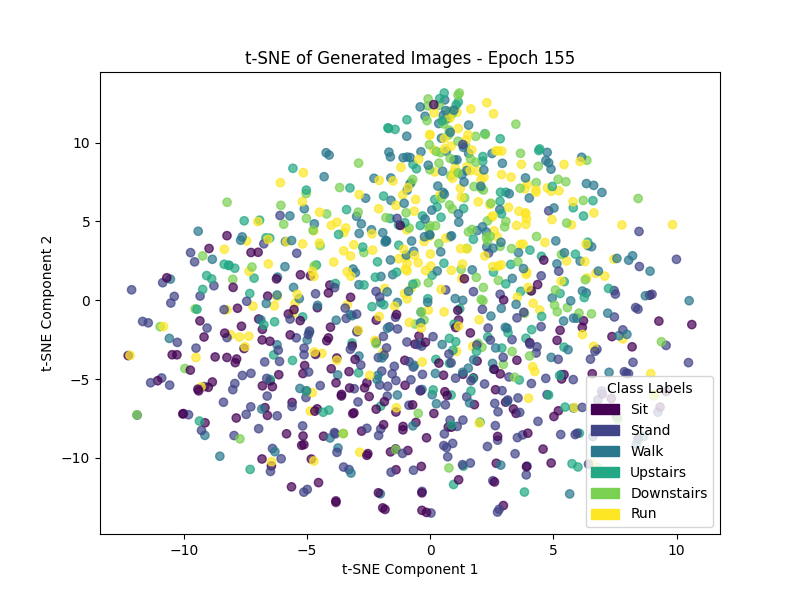 t-SNE of Generated Images - Epoch 155
t-SNE Component 2
10
5
0
−5
−10
−10
−5
0
5
10
t-SNE Component 1
Class Labels
Sit
Stand
Walk
Upstairs
Downstairs
Run